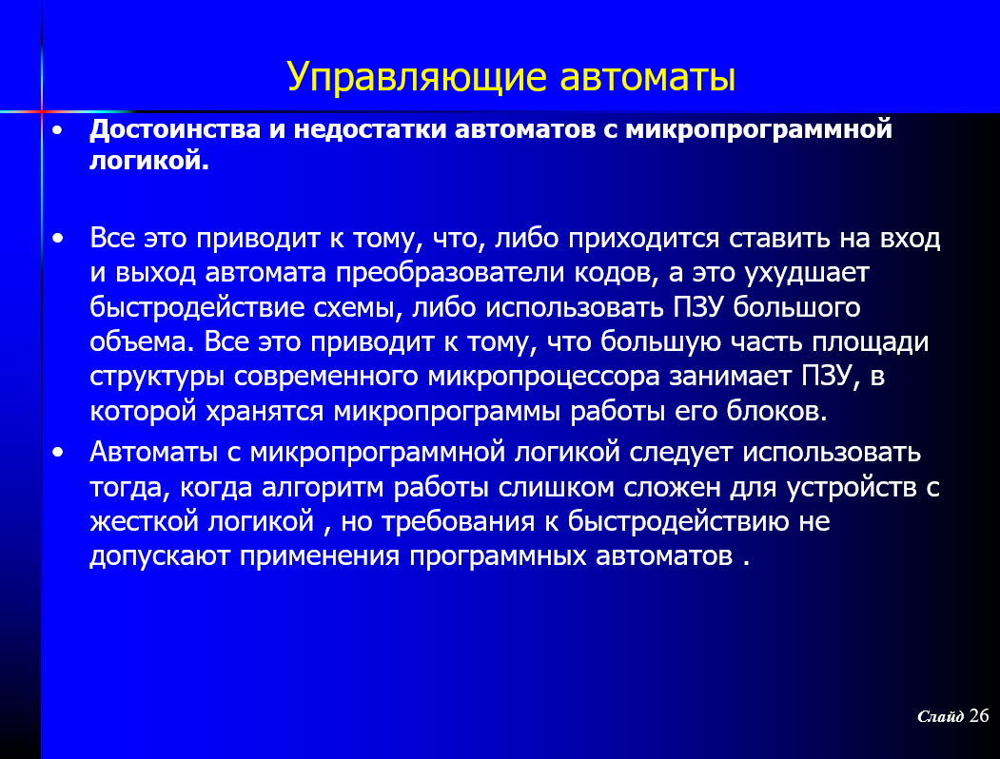 Управляющие автоматы
• Достоинства и недостатки автоматов с микропрограммной
логикой.
• Все это приводит к тому, что, либо приходится ставить на вход
и выход автомата преобразователи кодов, а это ухудшает
быстродействие схемы, либо использовать ПЗУ большого
объема. Все это приводит к тому, что большую часть площади
структуры современного микропроцессора занимает ПЗУ, в
которой хранятся микропрограммы работы его блоков.
• Автоматы с микропрограммной логикой следует использовать
тогда, когда алгоритм работы слишком сложен для устройств с
жесткой логикой , но требования к быстродействию не
допускают применения программных автоматов .
Слайд 26